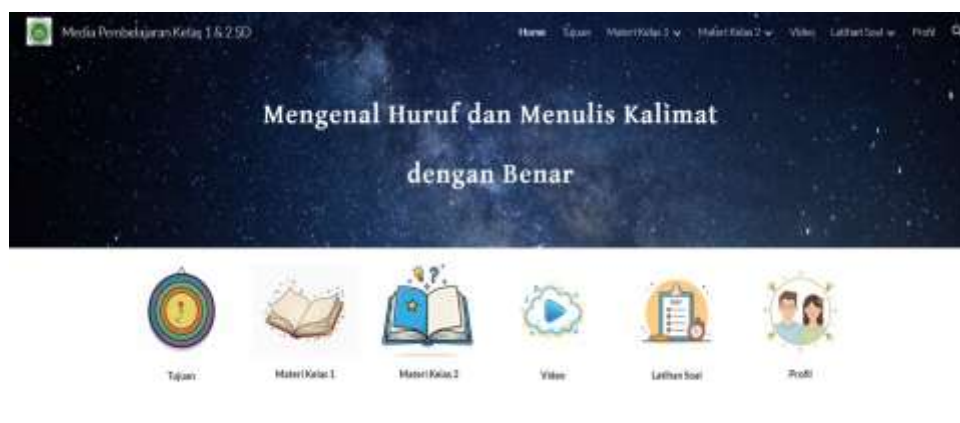 Media Pembelajaran Kelas 1 & 2 SD
Home Tujuan Materi Kelas 1 Materi Kelas 2 Video Latihan Soal Profil
Mengenal Huruf dan Menulis Kalimat
dengan Benar
Tujuan Materi Kelas 1 Materi Kelas 2 Video Latihan Soal Profil